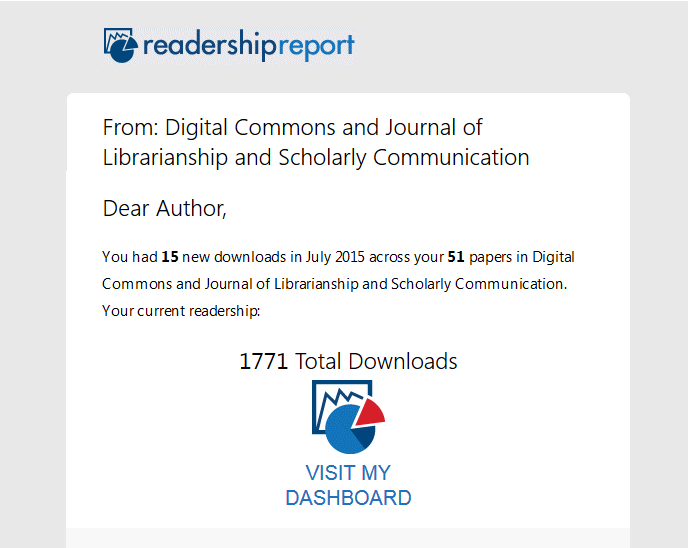 readershipreport
From: Digital Commons and Journal of
Librarianship and Scholarly Communication
Dear Author,
You had 15 new downloads in July 2015 across your 51 papers in Digital
Commons and Journal of Librarianship and Scholarly Communication.
Your current readership:
1771 Total Downloads
VISIT MY
DASHBOARD